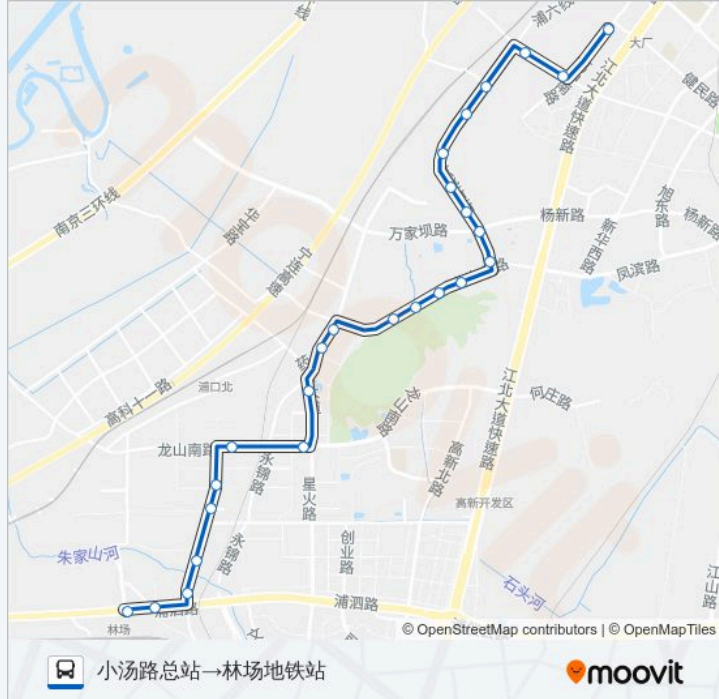 浦六线
大厂
江北大道快速路
健民路
南京三环线
华宝路
宁连高速
万家坝路
杨新路
旭东路
杨新路
新华西路
凤滨路
浦口北
高科十一路
龙山南路
江北大道快速路
高新北路
龙山南路
永锦路
星火路
高新开发区
创业路
永锦路
朱家山河
石头河
江山路
浦泗路
浦泗路
林场
© OpenStreetMap contributors | © OpenMapTiles
小汤路总站→林场地铁站
moovit